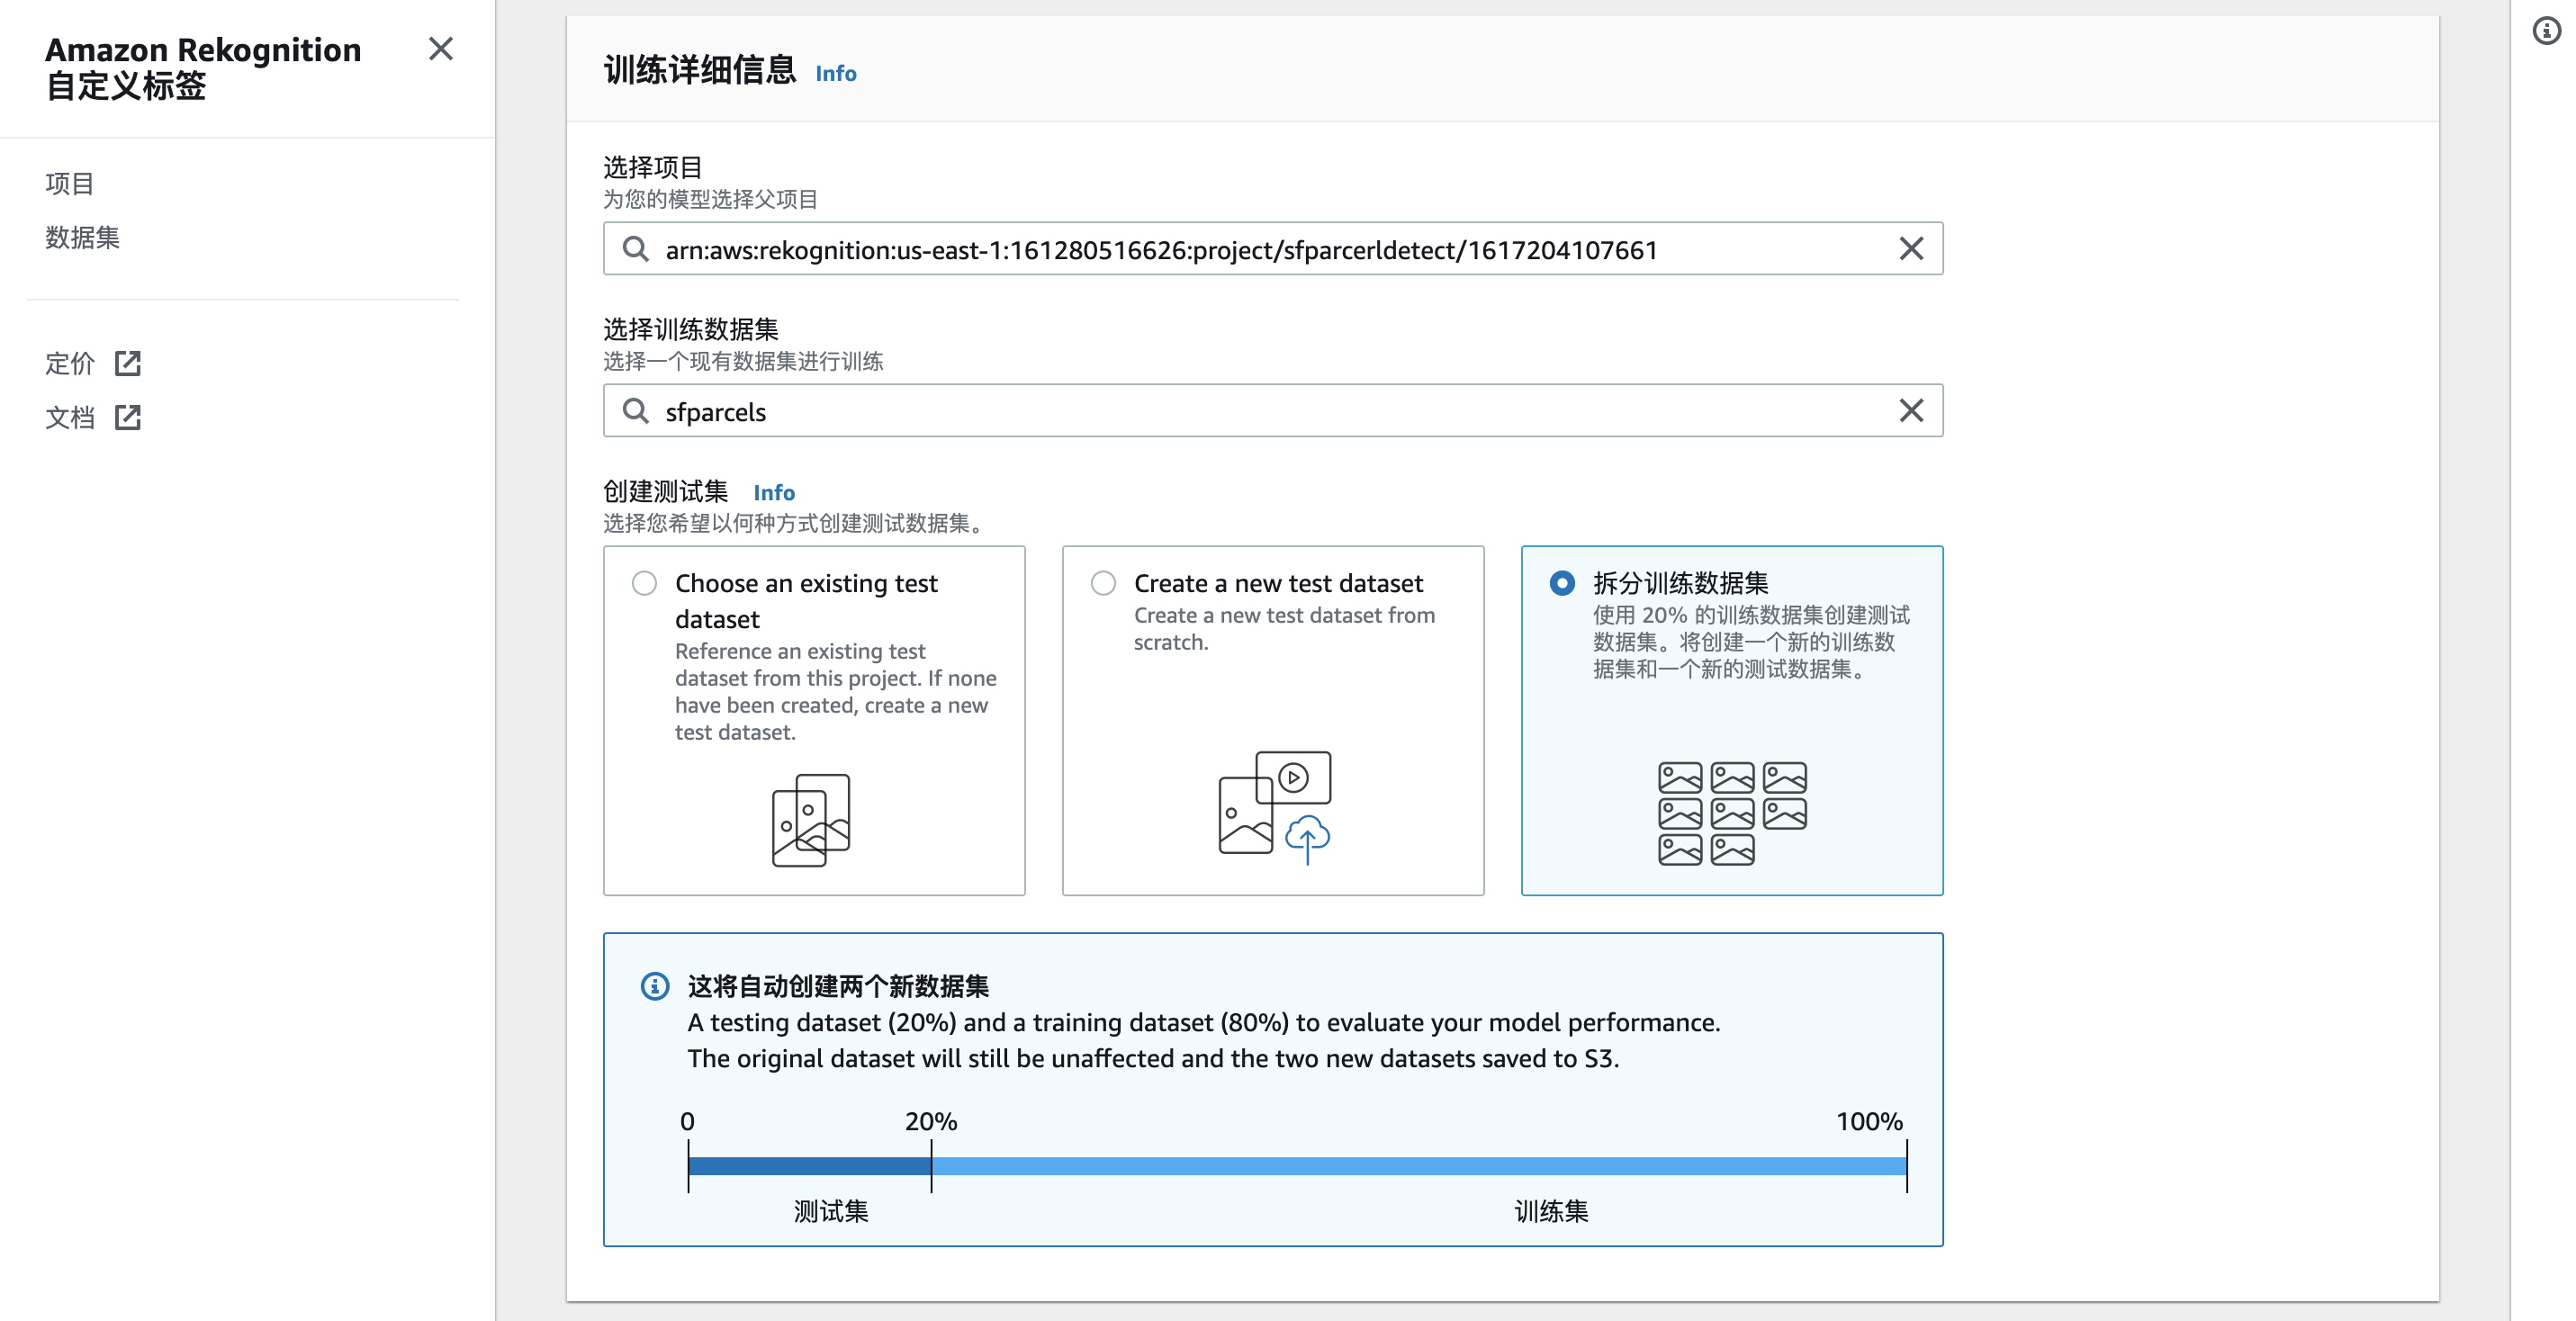 Amazon Rekognition
自定义标签
项目
数据集
定价
文档
训练详细信息 Info
选择项目
为您的模型选择父项目
arn:aws:rekognition:us-east-1:161280516626:project/sfparcerldetect/1617204107661
选择训练数据集
选择一个现有数据集进行训练
sfparcels
创建测试集 Info
选择您希望以何种方式创建测试数据集。
Choose an existing test
dataset
Reference an existing test
dataset from this project. If none
have been created, create a new
test dataset.
Create a new test dataset
Create a new test dataset from
scratch.
拆分训练数据集
使用 20% 的训练数据集创建测试
数据集。将创建一个新的训练数
据集和一个新的测试数据集。
这将自动创建两个新数据集
A testing dataset (20%) and a training dataset (80%) to evaluate your model performance.
The original dataset will still be unaffected and the two new datasets saved to S3.
0 20% 100%
测试集 训练集